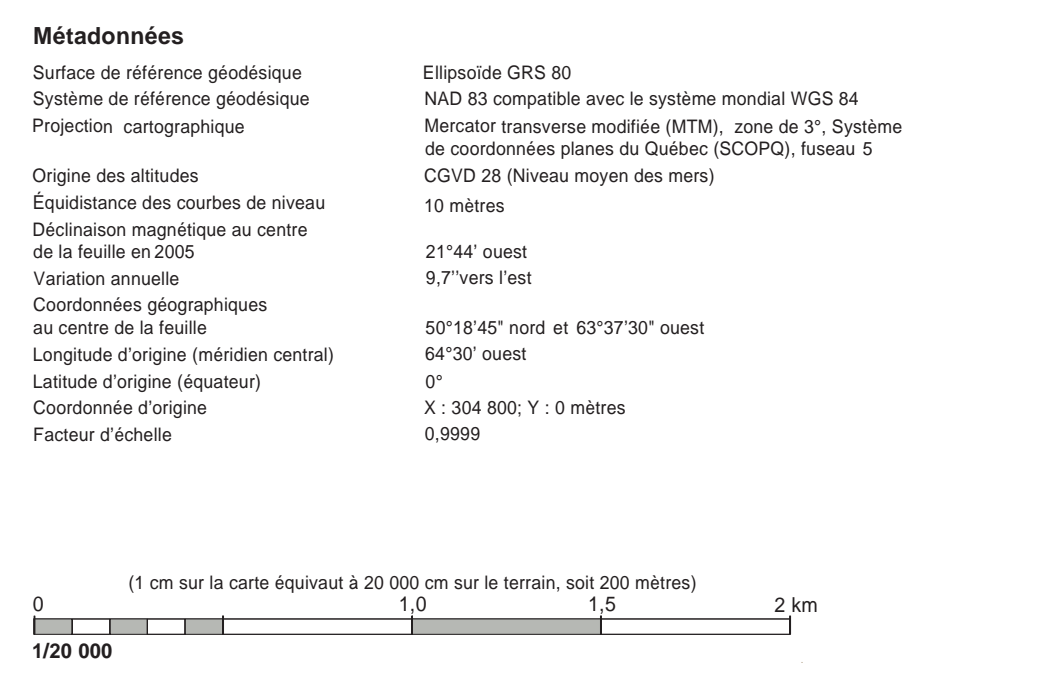 Métadonnées
Surface de référence géodésique Ellipsoïde GRS 80
Système de référence géodésique NAD 83 compatible avec le système mondial WGS 84
Projection cartographique Mercator transverse modifiée (MTM), zone de 3°, Système
de coordonnées planes du Québec (SCOPQ), fuseau 5
Origine des altitudes CGVD 28 (Niveau moyen des mers)
Équidistance des courbes de niveau 10 mètres
Déclinaison magnétique au centre
de la feuille en 2005 21°44' ouest
Variation annuelle 9,7''vers l'est
Coordonnées géographiques
au centre de la feuille 50°18'45" nord et 63°37'30" ouest
Longitude d'origine (méridien central) 64°30' ouest
Latitude d'origine (équateur) 0°
Coordonnée d'origine X : 304 800; Y : 0 mètres
Facteur d'échelle 0,9999
(1 cm sur la carte équivaut à 20 000 cm sur le terrain, soit 200 mètres)
0 1,0 1,5 2 km
1/20 000